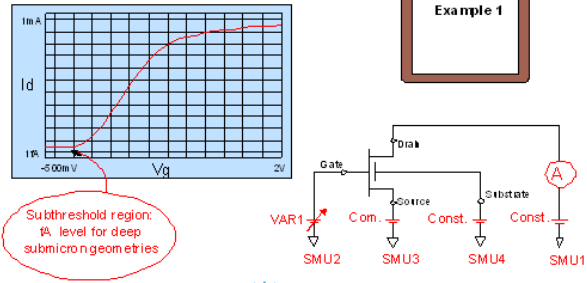 1mA
Id
1fA
-500mV
Vg
2V
Subthreshold region:
fA level for deep
submicron geometries
Example 1
Drain
Gate
A
Source
Substrate
VAR1
Com.
Const.
Const.
SMU2
SMU3
SMU4
SMU1